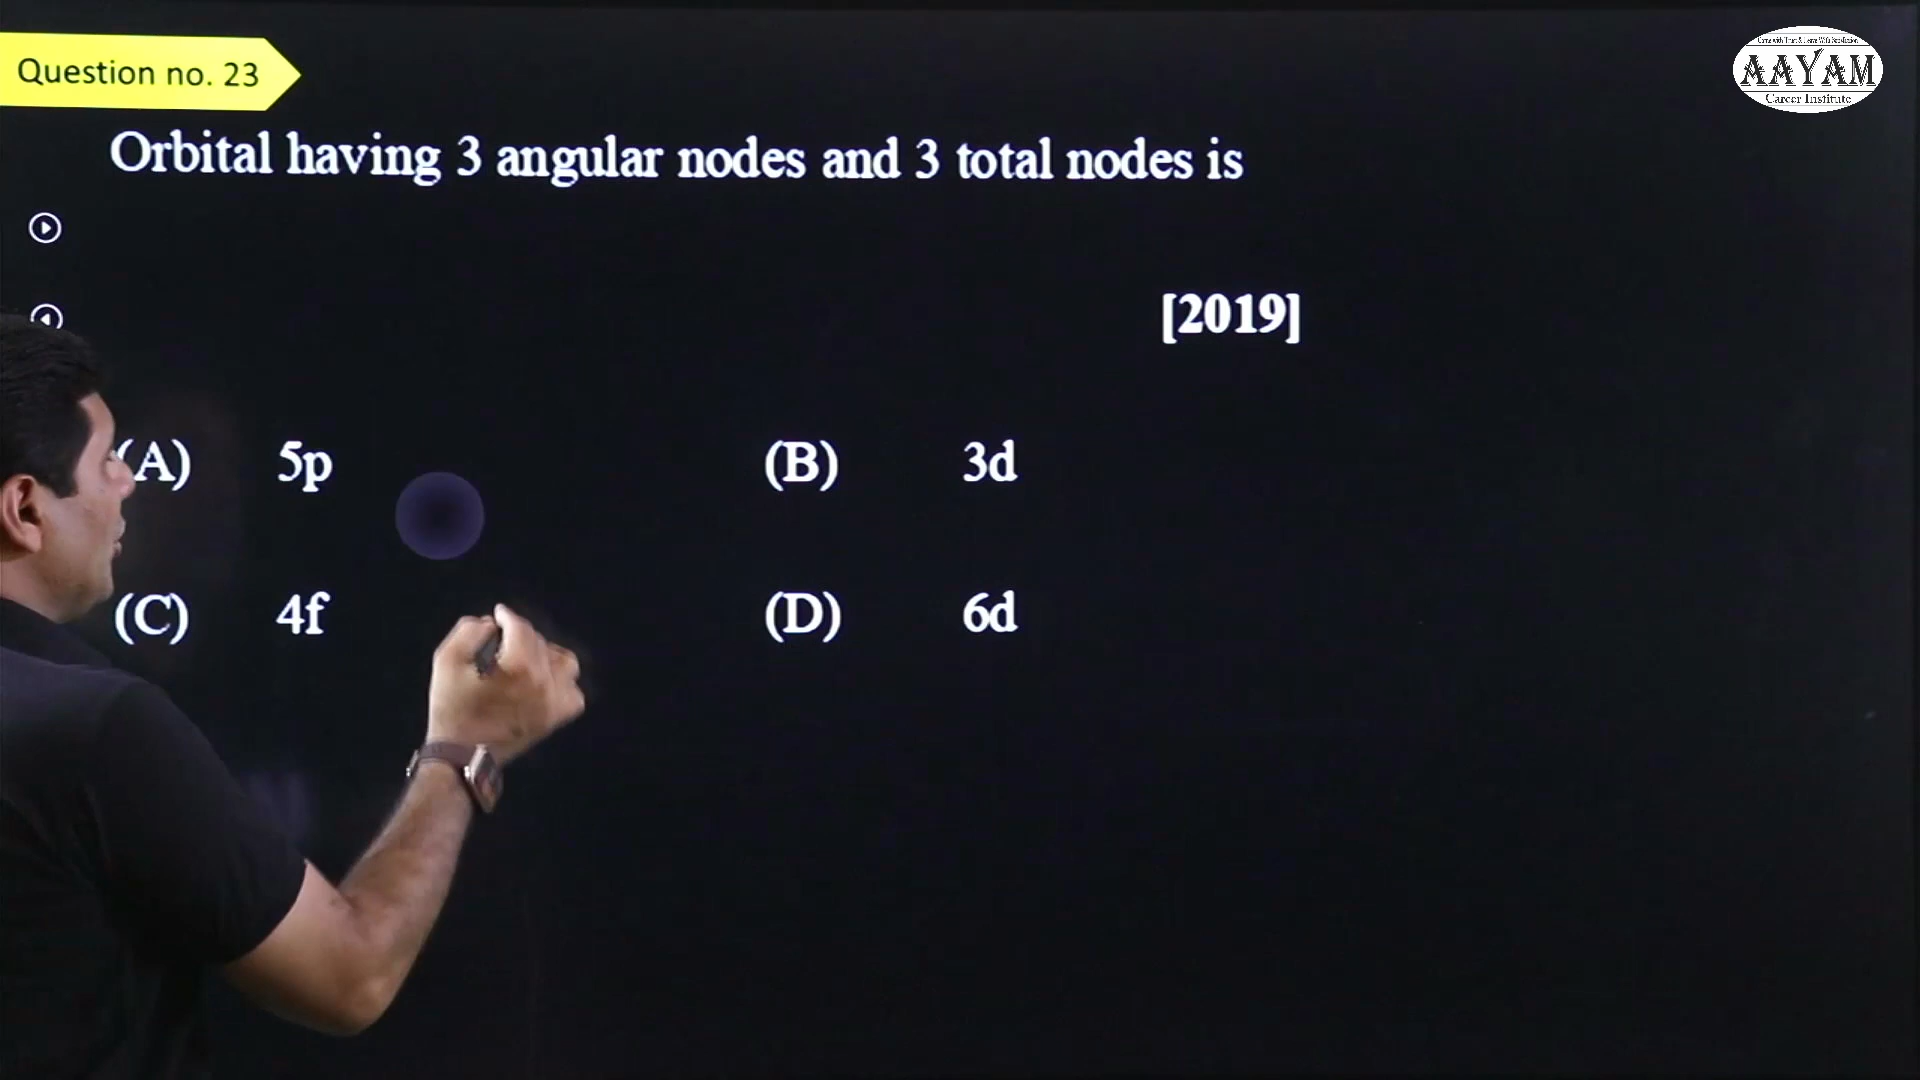 Question no. 23
AAYAM
Career Institute
Orbital having 3 angular nodes and 3 total nodes is
[2019]
(A) 5p (B) 3d
(C) 4f (D) 6d